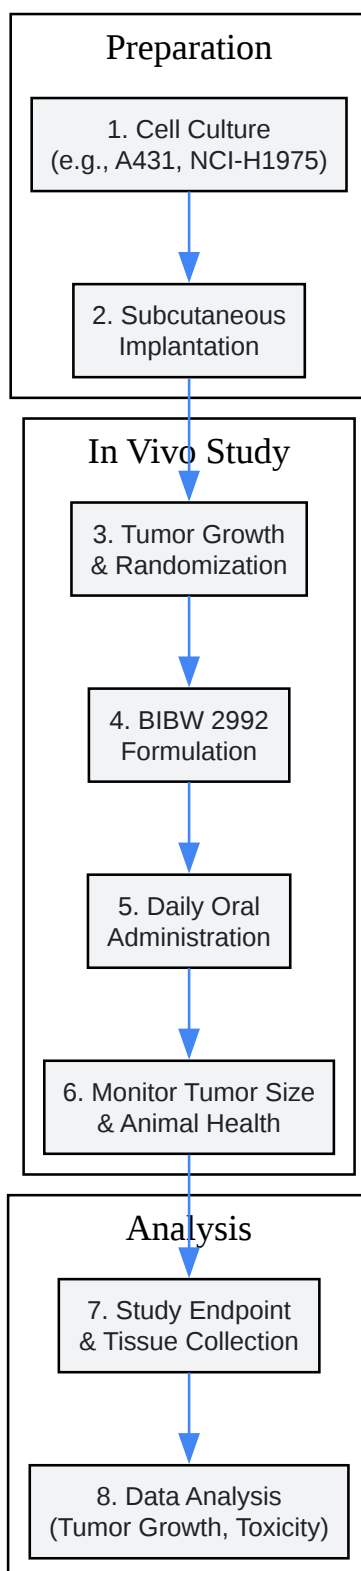 Preparation
1. Cell Culture
(e.g., A431, NCI-H1975)
2. Subcutaneous
Implantation
In Vivo Study
3. Tumor Growth
& Randomization
4. BIBW 2992
Formulation
5. Daily Oral
Administration
6. Monitor Tumor Size
& Animal Health
Analysis
7. Study Endpoint
& Tissue Collection
8. Data Analysis
(Tumor Growth, Toxicity)